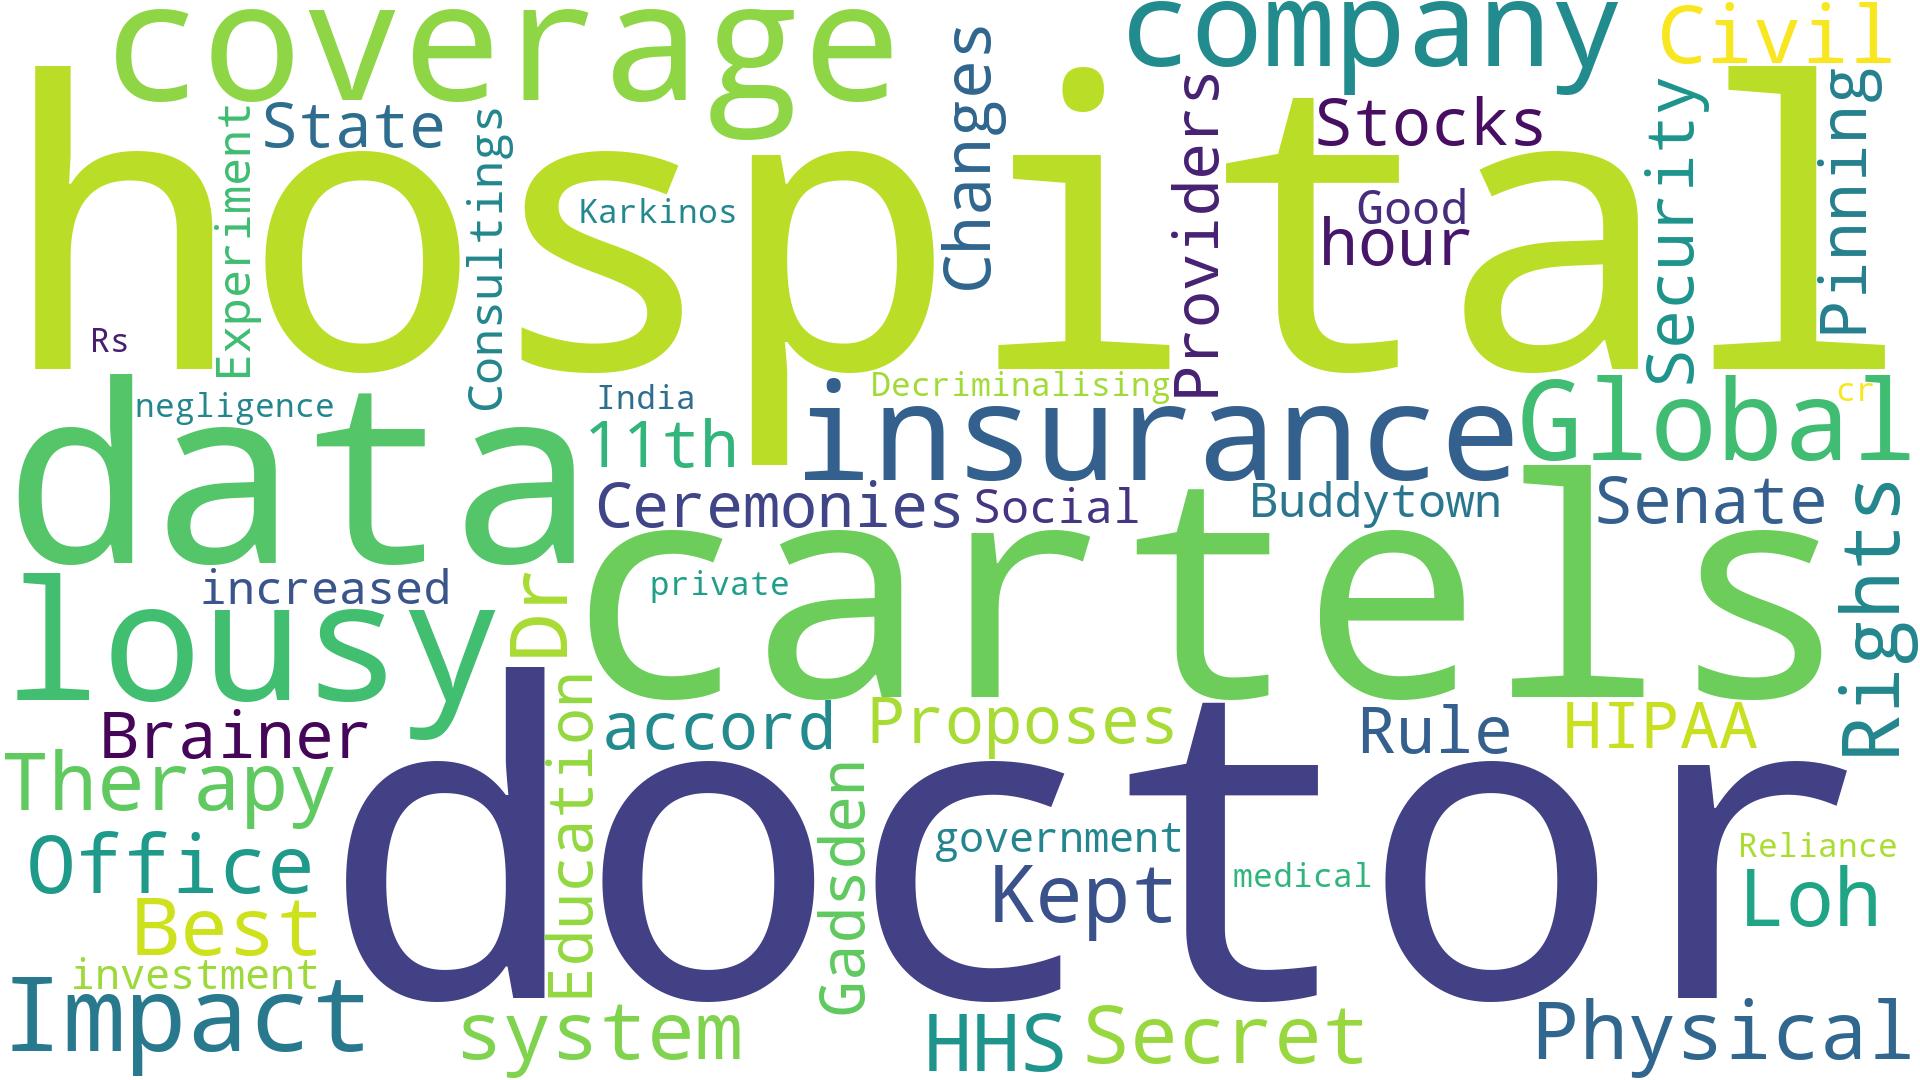 coverage
company
Civil
hospital
State
Experiment
Consultings
Changes
Providers
Stocks
Security
Pinning
Karkinos
Good
hour
Rs
data
negligence
India
Decriminalising
11th
insurance
Global
cr
Ceremonies
Social
Buddytown
Senate
Rights
cartels
increased
lousy
Dr
private
Brainer
Education
accord
Proposes
Rule
HIPAA
Therapy
doctor
Office
Gadsden
government
Reliance
Kept
medical
Loh
Best
investment
Impact
system
HHS
Secret
Physical